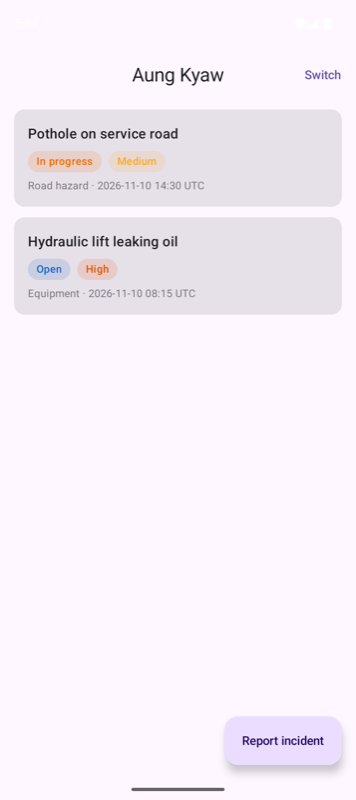 Aung Kyaw
Switch
Pothole on service road
In progress
Medium
Road hazard · 2026-11-10 14:30 UTC
Hydraulic lift leaking oil
Open
High
Equipment · 2026-11-10 08:15 UTC
Report incident